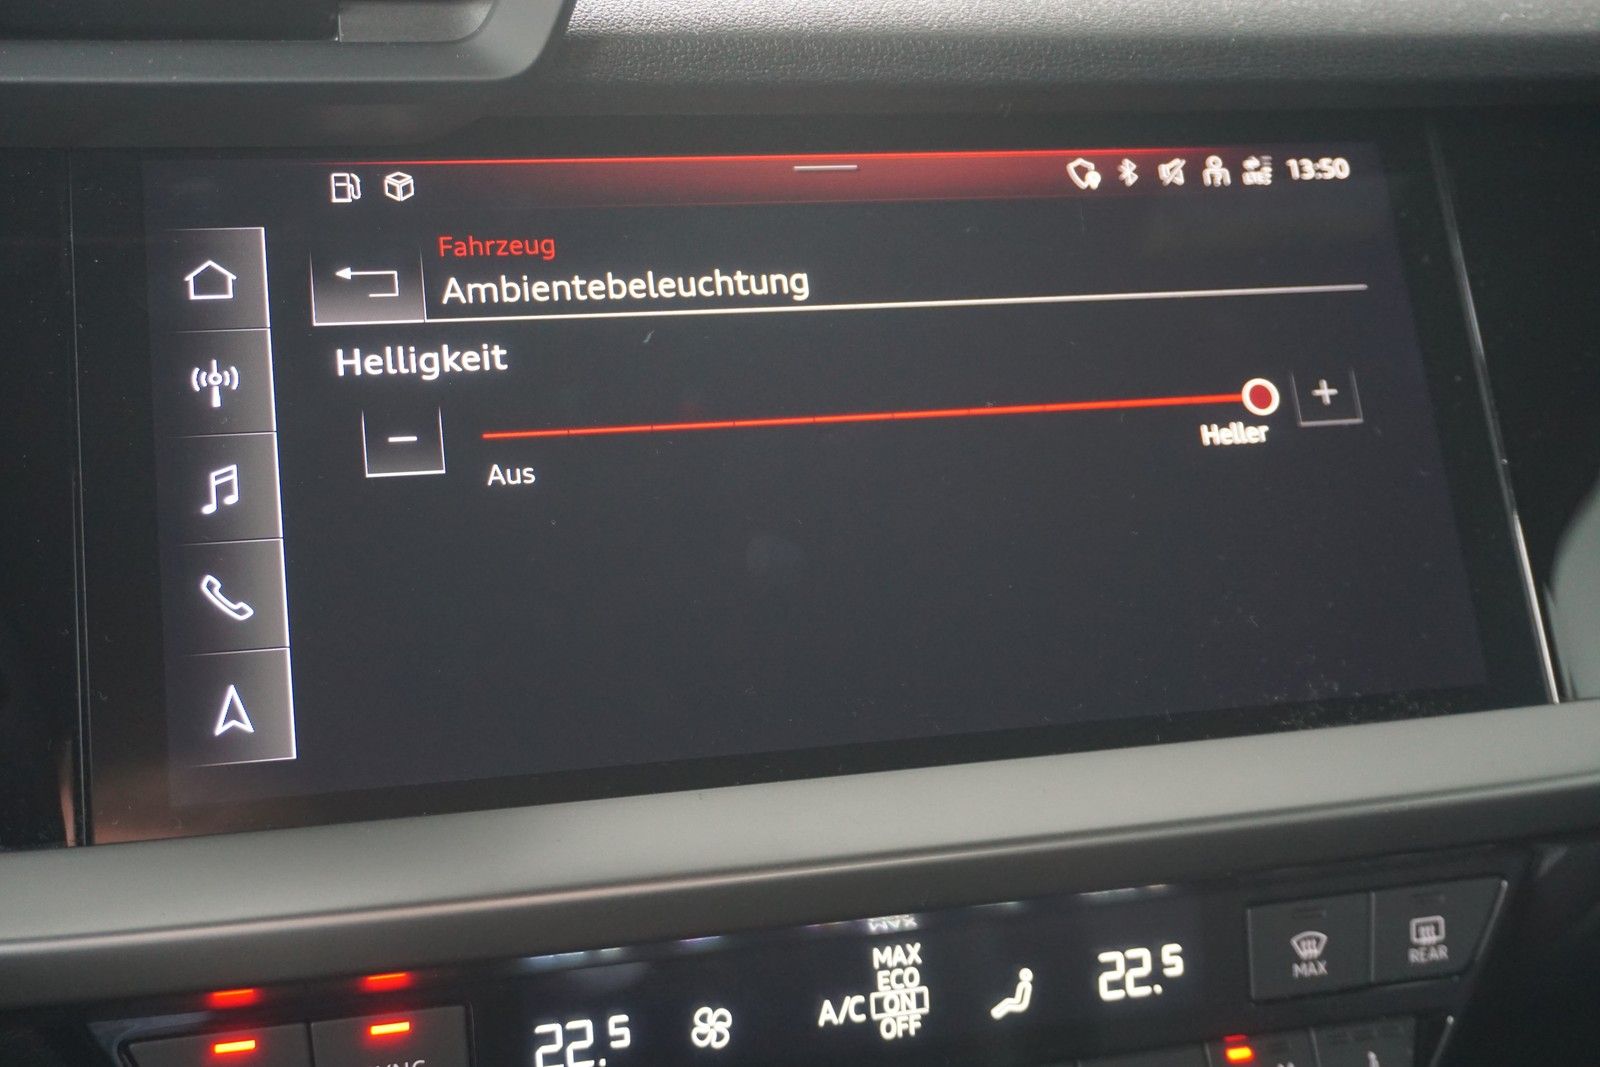 13:50
Fahrzeug
Ambientebeleuchtung
Helligkeit
Aus
Heller
MAX
ECO
A/C ON
OFF
22.5
22.5
MAX
REAR